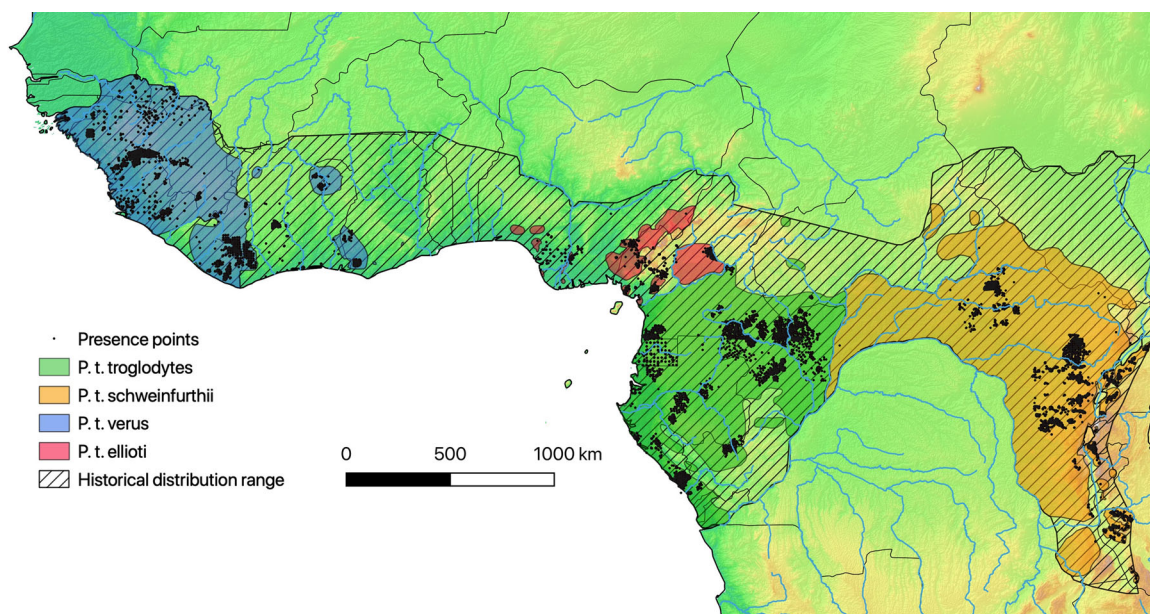 Presence points
P. t. troglodytes
P. t. schweinfurthii
P. t. verus
P. t. ellioti
Historical distribution range
0 500 1000 km